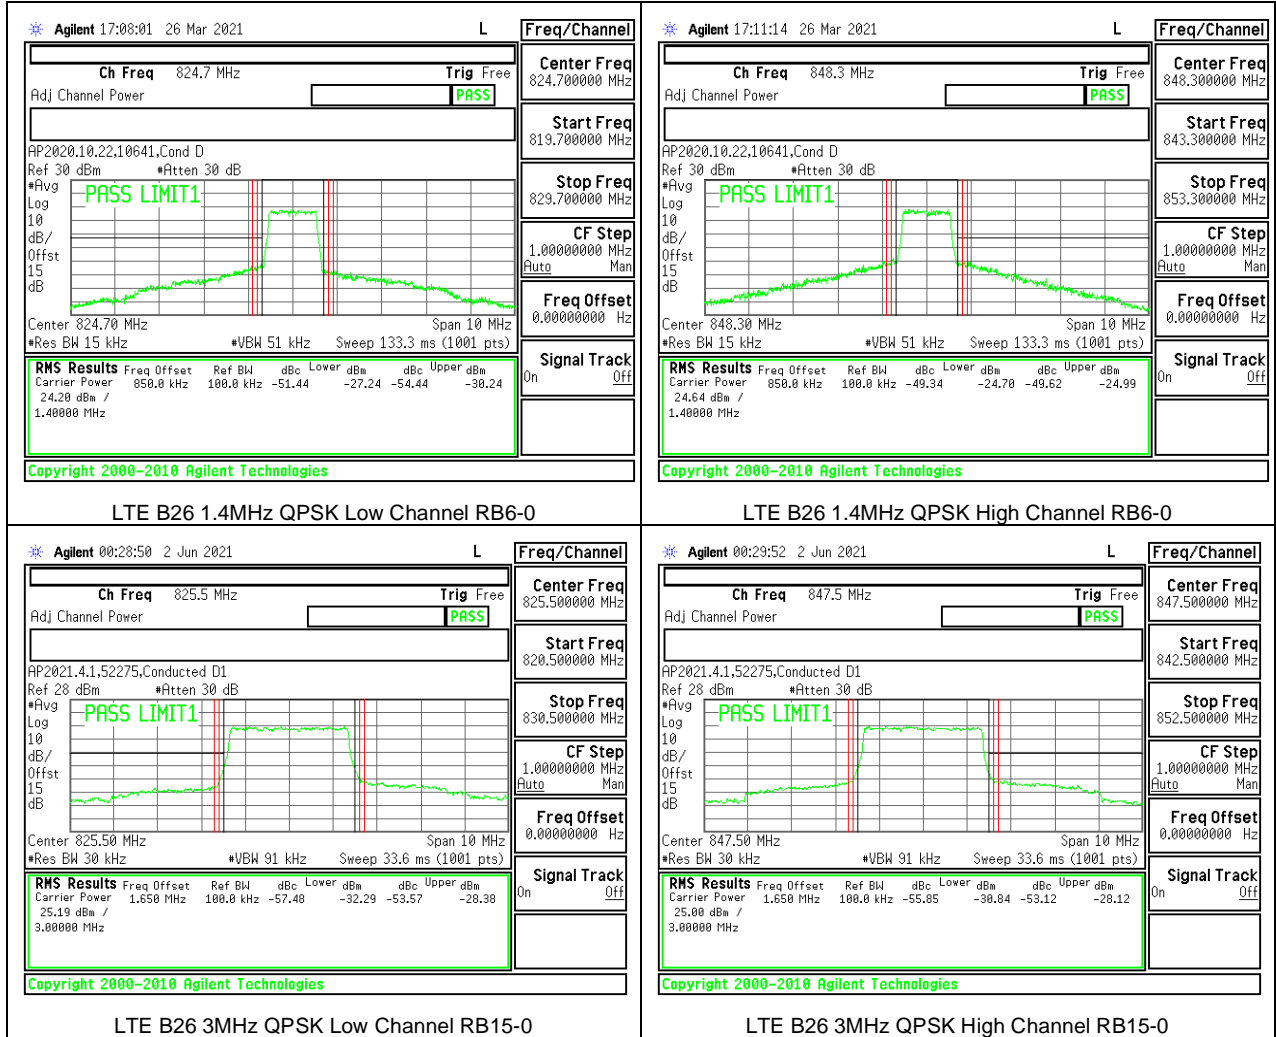 Agilent 17:08:01 26 Mar 2021 L
Freq/Channel
Ch Freq 824.7 MHz Trig Free
Adj Channel Power PASS
AP2020.10.22,10641,Cond D
Ref 30 dBm #Atten 30 dB
#Avg
Log
10
dB/
Offst
15
dB
PASS LIMIT1
Center 824.70 MHz Span 10 MHz
#Res BW 15 kHz #VBW 51 kHz Sweep 133.3 ms (1001 pts)
RMS Results Freq Offset Ref BW dBc Lower dBm dBc Upper dBm
Carrier Power 850.0 kHz 100.0 kHz -51.44 -27.24 -54.44 -30.24
24.20 dBm /
1.40000 MHz
Copyright 2000-2010 Agilent Technologies
Center Freq
824.700000 MHz
Start Freq
819.700000 MHz
Stop Freq
829.700000 MHz
CF Step
1.00000000 MHz
Auto Man
Freq Offset
0.00000000 Hz
Signal Track
On Off
LTE B26 1.4MHz QPSK Low Channel RB6-0
Agilent 17:11:14 26 Mar 2021 L
Freq/Channel
Ch Freq 848.3 MHz Trig Free
Adj Channel Power PASS
AP2020.10.22,10641,Cond D
Ref 30 dBm #Atten 30 dB
#Avg
Log
10
dB/
Offst
15
dB
PASS LIMIT1
Center 848.30 MHz Span 10 MHz
#Res BW 15 kHz #VBW 51 kHz Sweep 133.3 ms (1001 pts)
RMS Results Freq Offset Ref BW dBc Lower dBm dBc Upper dBm
Carrier Power 850.0 kHz 100.0 kHz -49.34 -24.70 -49.62 -24.99
24.64 dBm /
1.40000 MHz
Copyright 2000-2010 Agilent Technologies
Center Freq
848.300000 MHz
Start Freq
843.300000 MHz
Stop Freq
853.300000 MHz
CF Step
1.00000000 MHz
Auto Man
Freq Offset
0.00000000 Hz
Signal Track
On Off
LTE B26 1.4MHz QPSK High Channel RB6-0
Agilent 00:28:50 2 Jun 2021 L
Freq/Channel
Ch Freq 825.5 MHz Trig Free
Adj Channel Power PASS
AP2021.4.1,52275,Conducted D1
Ref 28 dBm #Atten 30 dB
#Avg
Log
10
dB/
Offst
15
dB
PASS LIMIT1
Center 825.50 MHz Span 10 MHz
#Res BW 30 kHz #VBW 91 kHz Sweep 33.6 ms (1001 pts)
RMS Results Freq Offset Ref BW dBc Lower dBm dBc Upper dBm
Carrier Power 1.650 MHz 100.0 kHz -57.48 -32.29 -53.57 -28.38
25.19 dBm /
3.00000 MHz
Copyright 2000-2010 Agilent Technologies
Center Freq
825.500000 MHz
Start Freq
820.500000 MHz
Stop Freq
830.500000 MHz
CF Step
1.00000000 MHz
Auto Man
Freq Offset
0.00000000 Hz
Signal Track
On Off
LTE B26 3MHz QPSK Low Channel RB15-0
Agilent 00:29:52 2 Jun 2021 L
Freq/Channel
Ch Freq 847.5 MHz Trig Free
Adj Channel Power PASS
AP2021.4.1,52275,Conducted D1
Ref 28 dBm #Atten 30 dB
#Avg
Log
10
dB/
Offst
15
dB
PASS LIMIT1
Center 847.50 MHz Span 10 MHz
#Res BW 30 kHz #VBW 91 kHz Sweep 33.6 ms (1001 pts)
RMS Results Freq Offset Ref BW dBc Lower dBm dBc Upper dBm
Carrier Power 1.650 MHz 100.0 kHz -55.85 -30.84 -53.12 -28.12
25.00 dBm /
3.00000 MHz
Copyright 2000-2010 Agilent Technologies
Center Freq
847.500000 MHz
Start Freq
842.500000 MHz
Stop Freq
852.500000 MHz
CF Step
1.00000000 MHz
Auto Man
Freq Offset
0.00000000 Hz
Signal Track
On Off
LTE B26 3MHz QPSK High Channel RB15-0